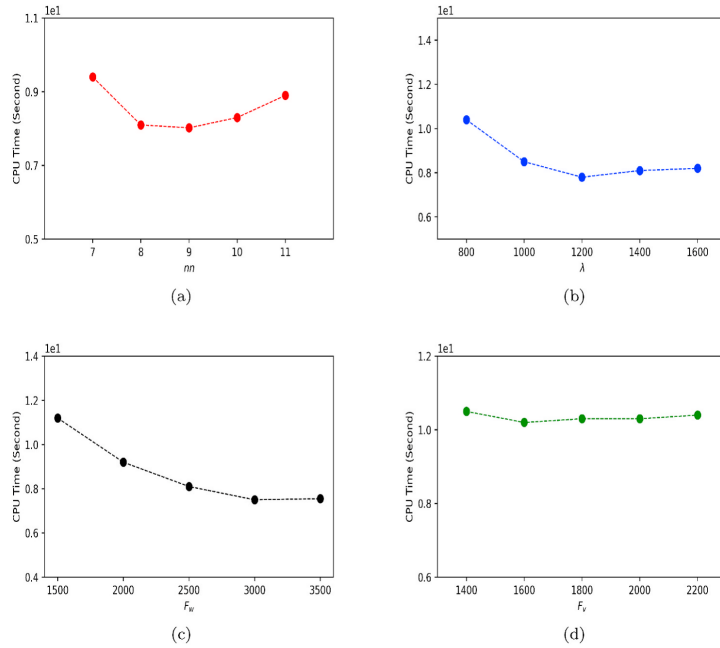 1e1
1.1
0.9
0.7
0.5
CPU Time (Second)
7 8 9 10 11
nn
(a)
1e1
1.4
1.2
1.0
0.8
0.6
CPU Time (Second)
800 1000 1200 1400 1600
λ
(b)
1e1
1.4
1.2
1.0
0.8
0.6
0.4
CPU Time (Second)
1500 2000 2500 3000 3500
F_w
(c)
1e1
1.2
1.0
0.8
0.6
CPU Time (Second)
1400 1600 1800 2000 2200
F_v
(d)